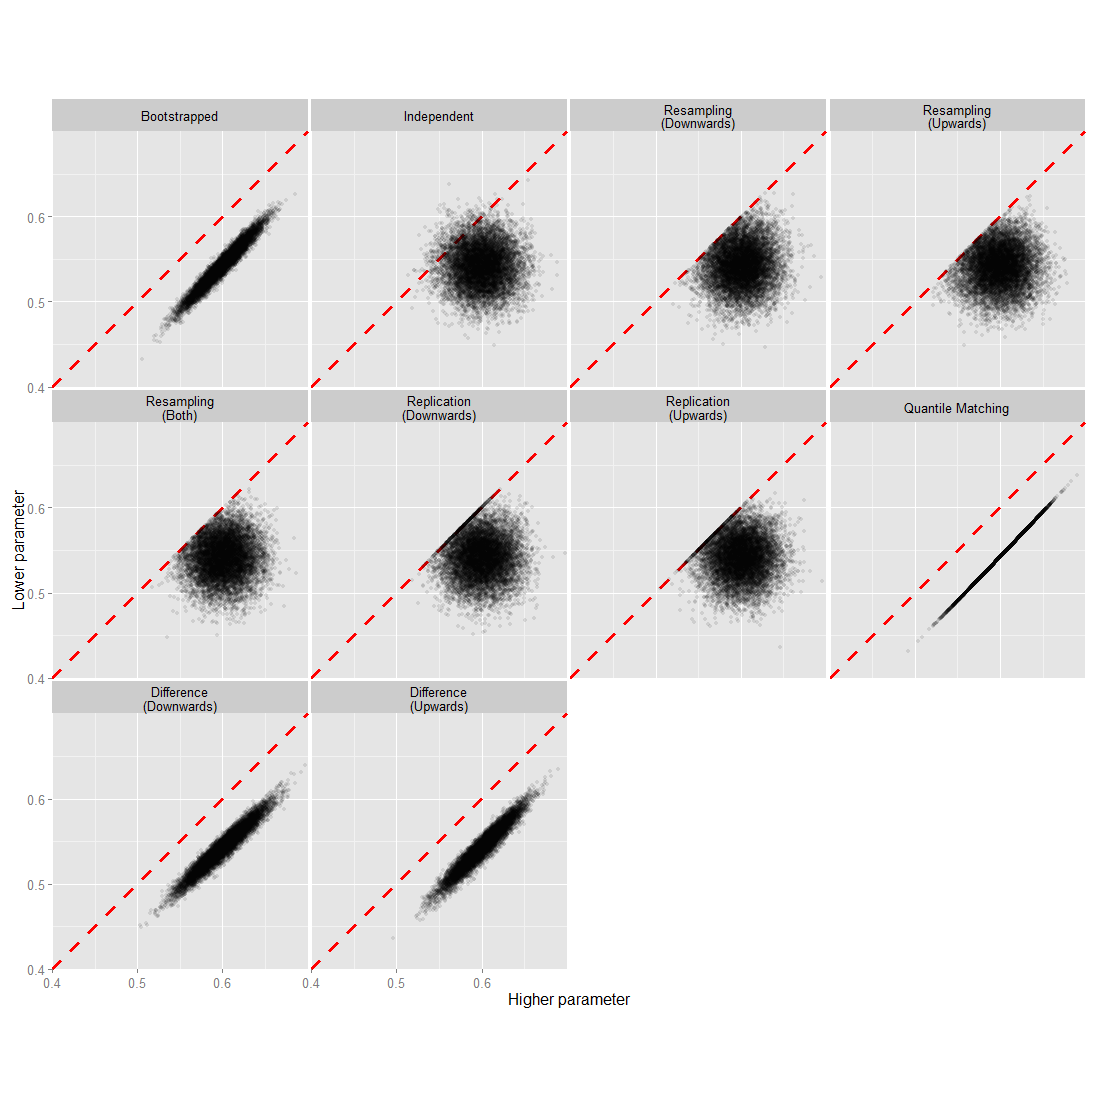 Bootstrapped
Independent
Resampling
(Downwards)
Resampling
(Upwards)
0.6
0.5
0.4
Resampling
(Both)
Replication
(Downwards)
Replication
(Upwards)
Quantile Matching
0.6
0.5
0.4
Lower parameter
Difference
(Downwards)
Difference
(Upwards)
0.6
0.5
0.4
0.4 0.5 0.6 0.4 0.5 0.6
Higher parameter